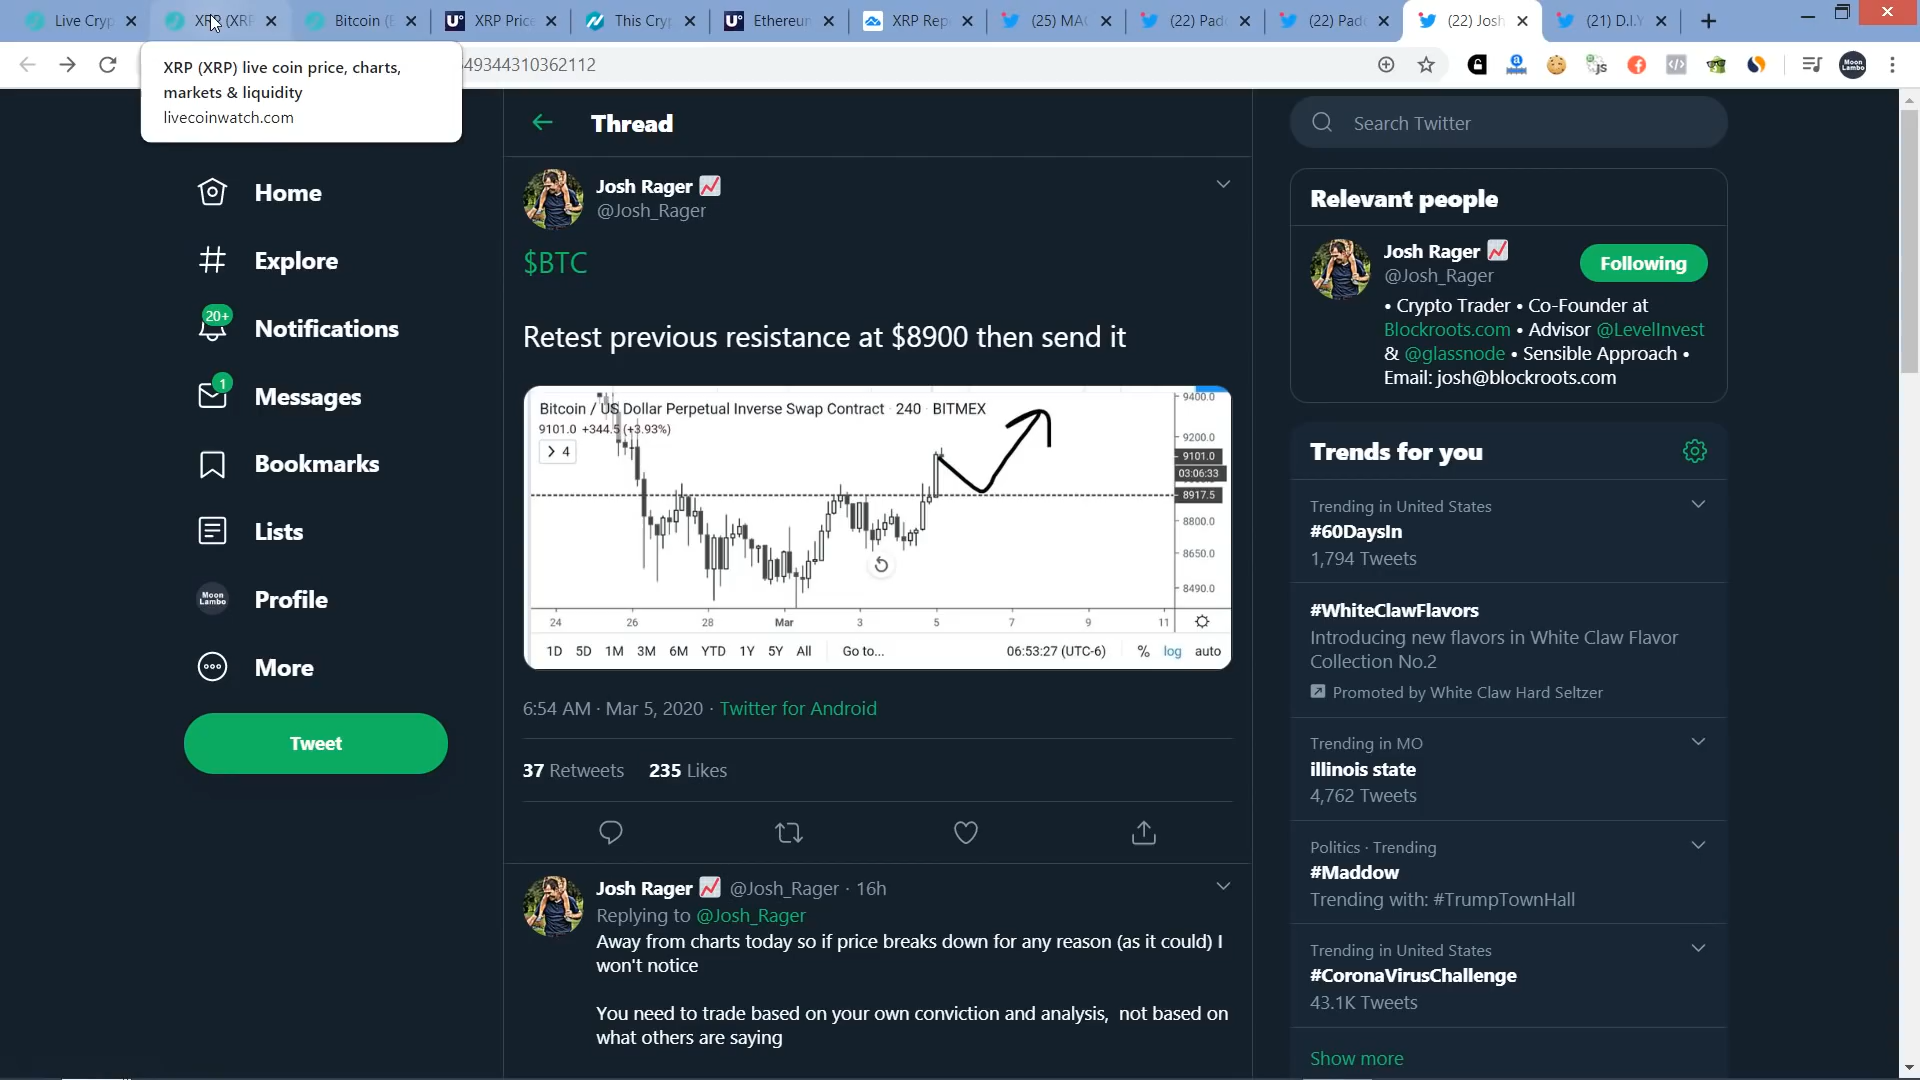 Live Cryp
XRP (XRP
Bitcoin (B
XRP Price
This Cryp
Ethereum
XRP Rep
(25) MAC
(22) Pad
(22) Pad
(22) Josh
(21) D.I.Y
XRP (XRP) live coin price, charts,
markets & liquidity
livecoinwatch.com
49344310362112
Moon
Lambo
Thread
Search Twitter
Home
Explore
20+
Notifications
1
Messages
Bookmarks
Lists
Moon
Lambo
Profile
More
Tweet
Josh Rager
@Josh_Rager
$BTC
Retest previous resistance at $8900 then send it
Bitcoin / US Dollar Perpetual Inverse Swap Contract 240 BITMEX
9101.0 +344.5 (+3.93%)
4
9400.0
9200.0
9101.0
03:06:33
8917.5
8800.0
8650.0
8490.0
24 26 28 Mar 3 5 7 9 11
1D 5D 1M 3M 6M YTD 1Y 5Y All Go to... 06:53:27 (UTC-6) % log auto
6:54 AM · Mar 5, 2020 · Twitter for Android
37 Retweets 235 Likes
Josh Rager @Josh_Rager · 16h
Replying to @Josh_Rager
Away from charts today so if price breaks down for any reason (as it could) I
won't notice
You need to trade based on your own conviction and analysis, not based on
what others are saying
Relevant people
Josh Rager
@Josh_Rager
Following
• Crypto Trader • Co-Founder at
Blockroots.com • Advisor @LevelInvest
& @glassnode • Sensible Approach •
Email: josh@blockroots.com
Trends for you
Trending in United States
#60DaysIn
1,794 Tweets
#WhiteClawFlavors
Introducing new flavors in White Claw Flavor
Collection No.2
Promoted by White Claw Hard Seltzer
Trending in MO
illinois state
4,762 Tweets
Politics · Trending
#Maddow
Trending with: #TrumpTownHall
Trending in United States
#CoronaVirusChallenge
43.1K Tweets
Show more